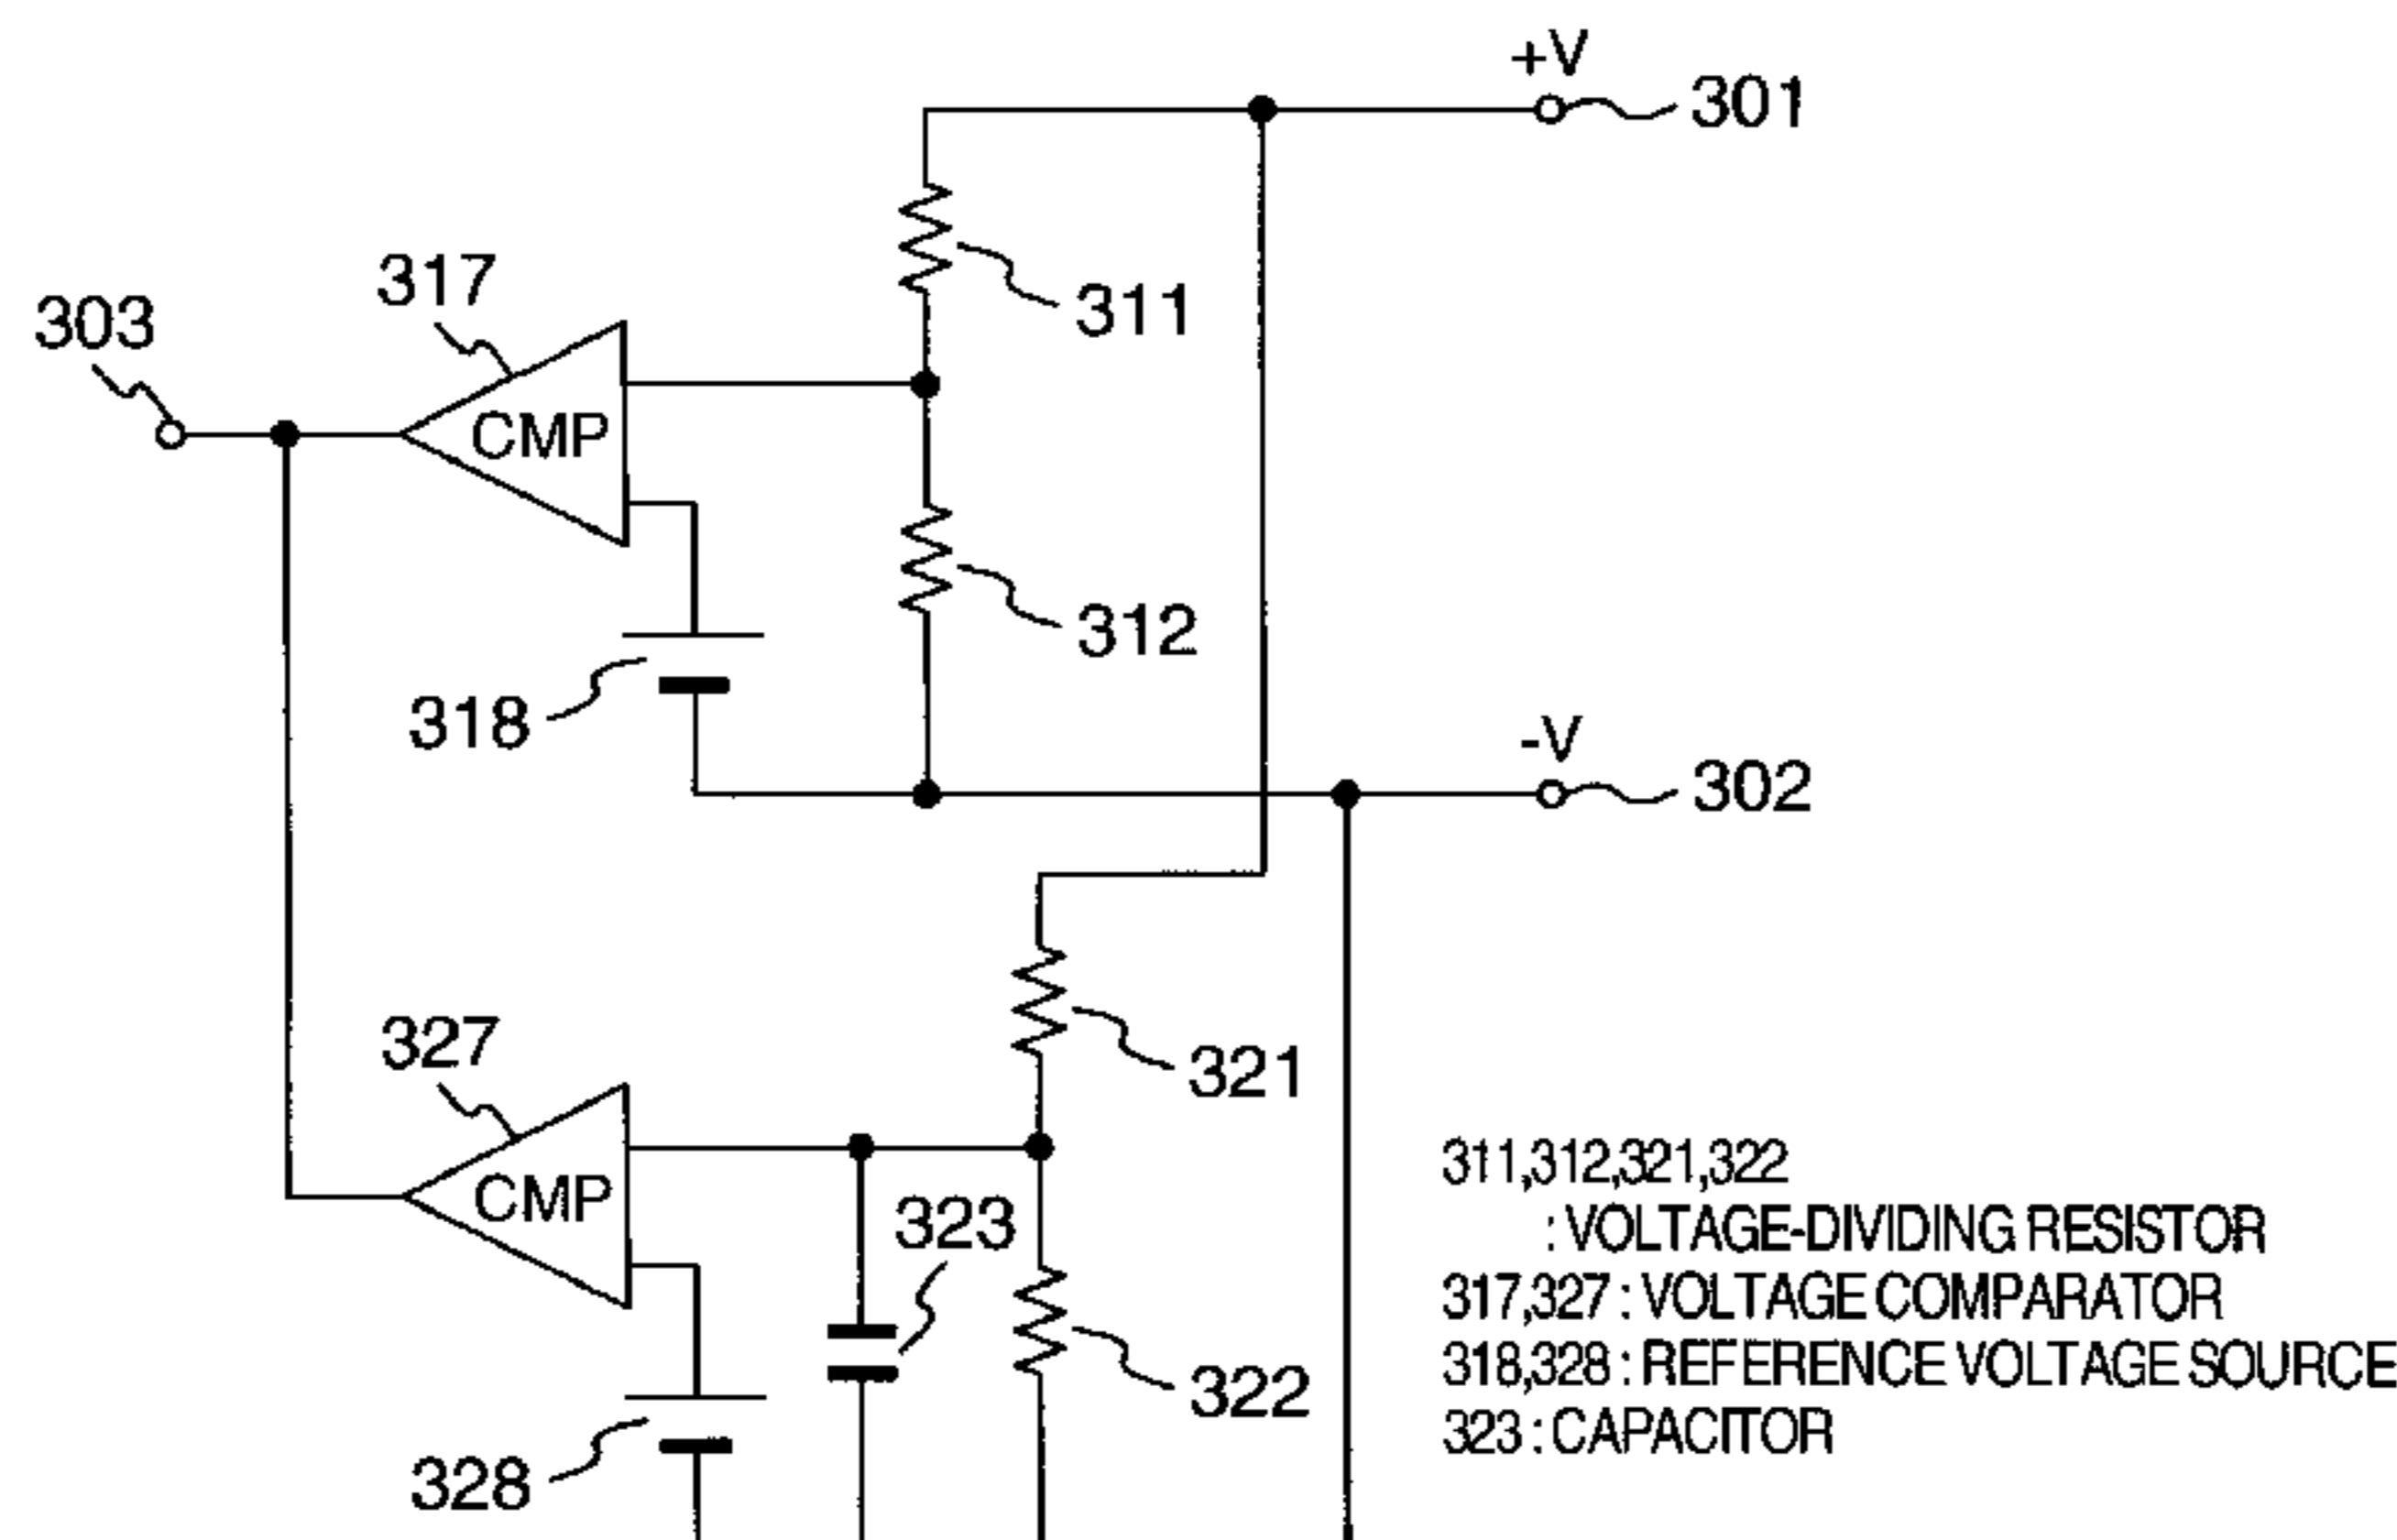 +V
301
317
311
303
CMP
312
318
-V
302
327
321
CMP
323
322
328
311,312,321,322
: VOLTAGE-DIVIDING RESISTOR
317,327 : VOLTAGE COMPARATOR
318,328 : REFERENCE VOLTAGE SOURCE
323 : CAPACITOR